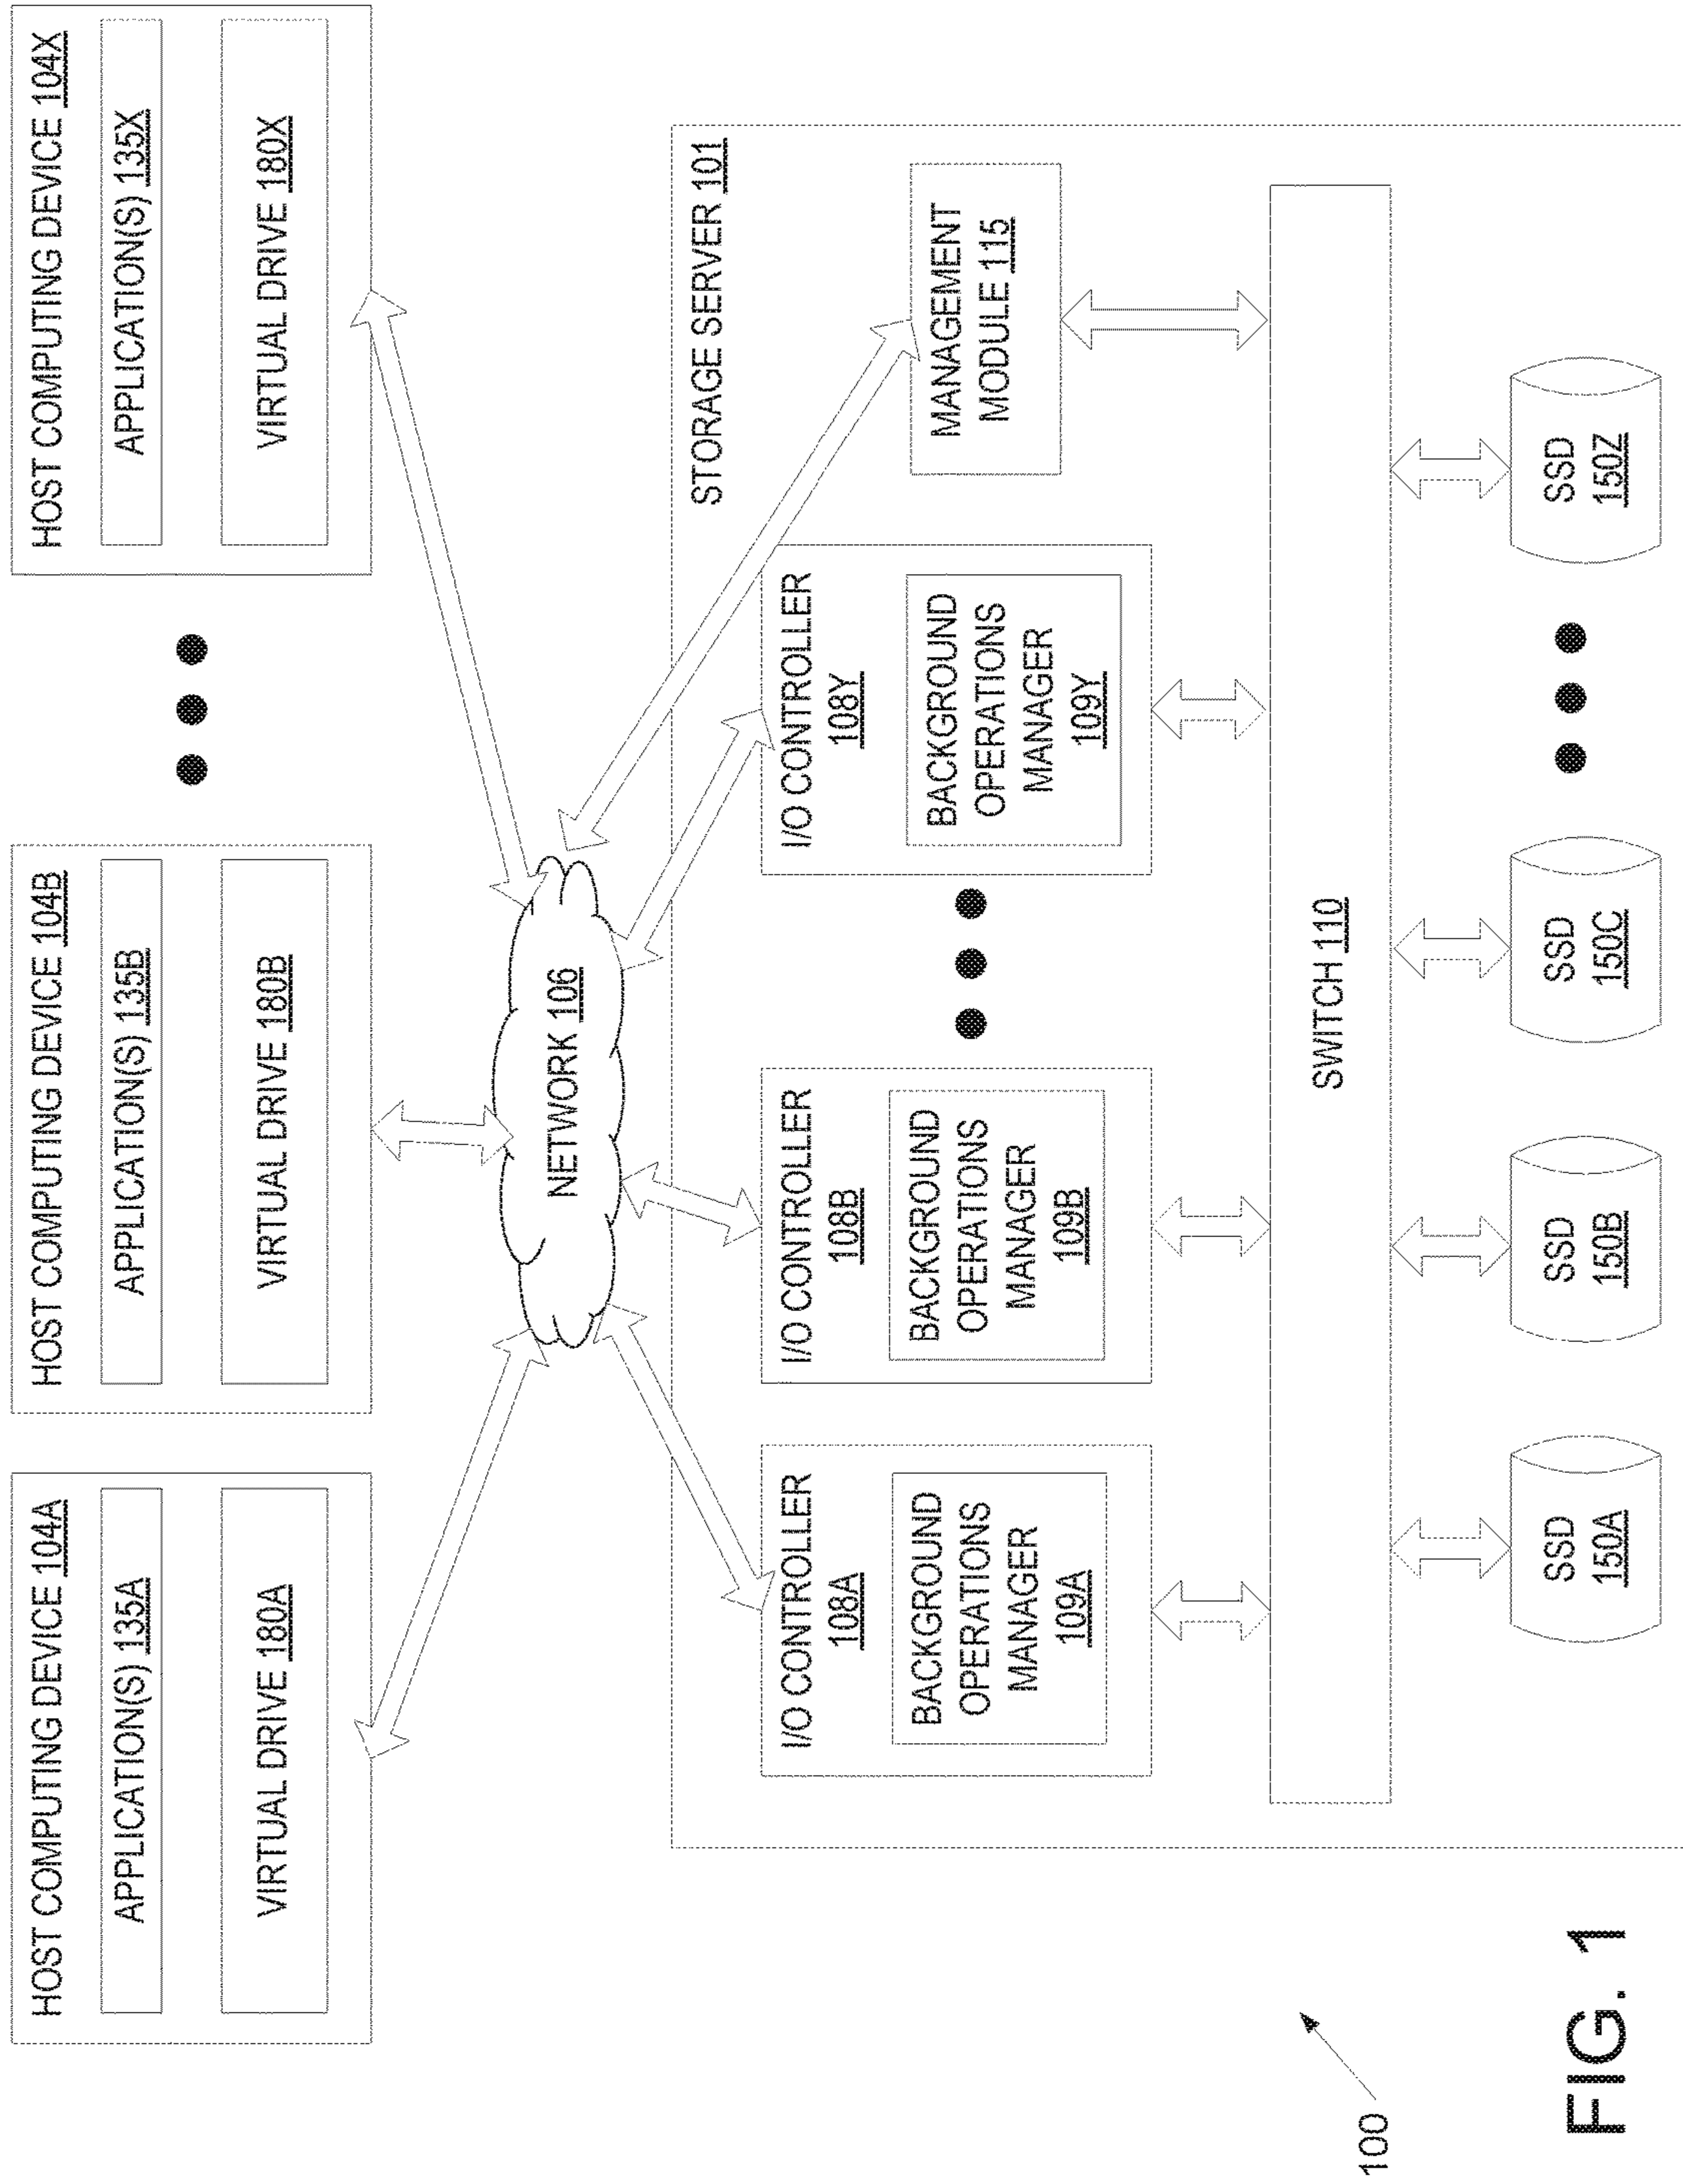 HOST COMPUTING DEVICE 104A
APPLICATION(S) 135A
VIRTUAL DRIVE 180A
HOST COMPUTING DEVICE 104B
APPLICATION(S) 135B
VIRTUAL DRIVE 180B
HOST COMPUTING DEVICE 104X
APPLICATION(S) 135X
VIRTUAL DRIVE 180X
NETWORK 106
STORAGE SERVER 101
I/O CONTROLLER
108A
BACKGROUND
OPERATIONS
MANAGER
109A
I/O CONTROLLER
108B
BACKGROUND
OPERATIONS
MANAGER
109B
I/O CONTROLLER
108Y
BACKGROUND
OPERATIONS
MANAGER
109Y
MANAGEMENT
MODULE 115
SWITCH 110
SSD
150A
SSD
150B
SSD
150C
SSD
150Z
100
FIG. 1